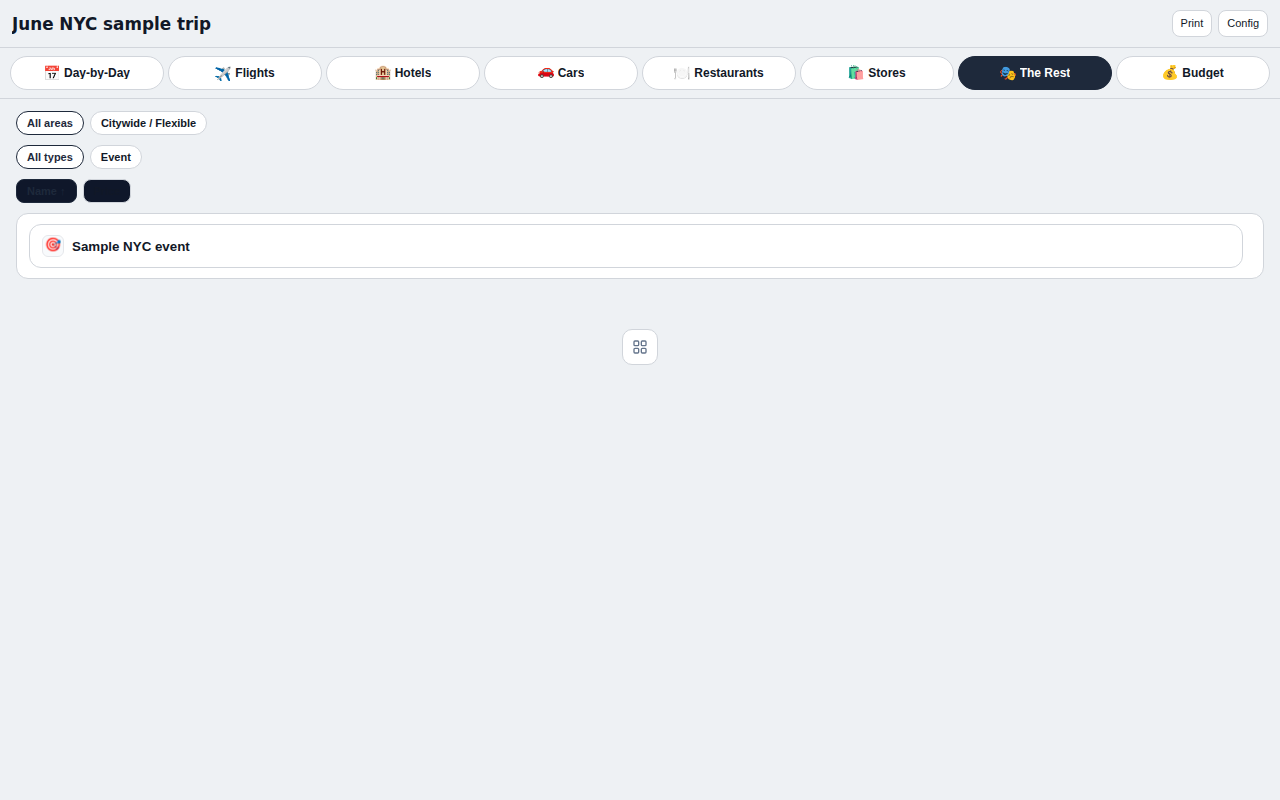 June NYC sample trip
Print
Config
Day-by-Day
Flights
Hotels
Cars
Restaurants
Stores
The Rest
Budget
All areas
Citywide / Flexible
All types
Event
Name
Sample NYC event